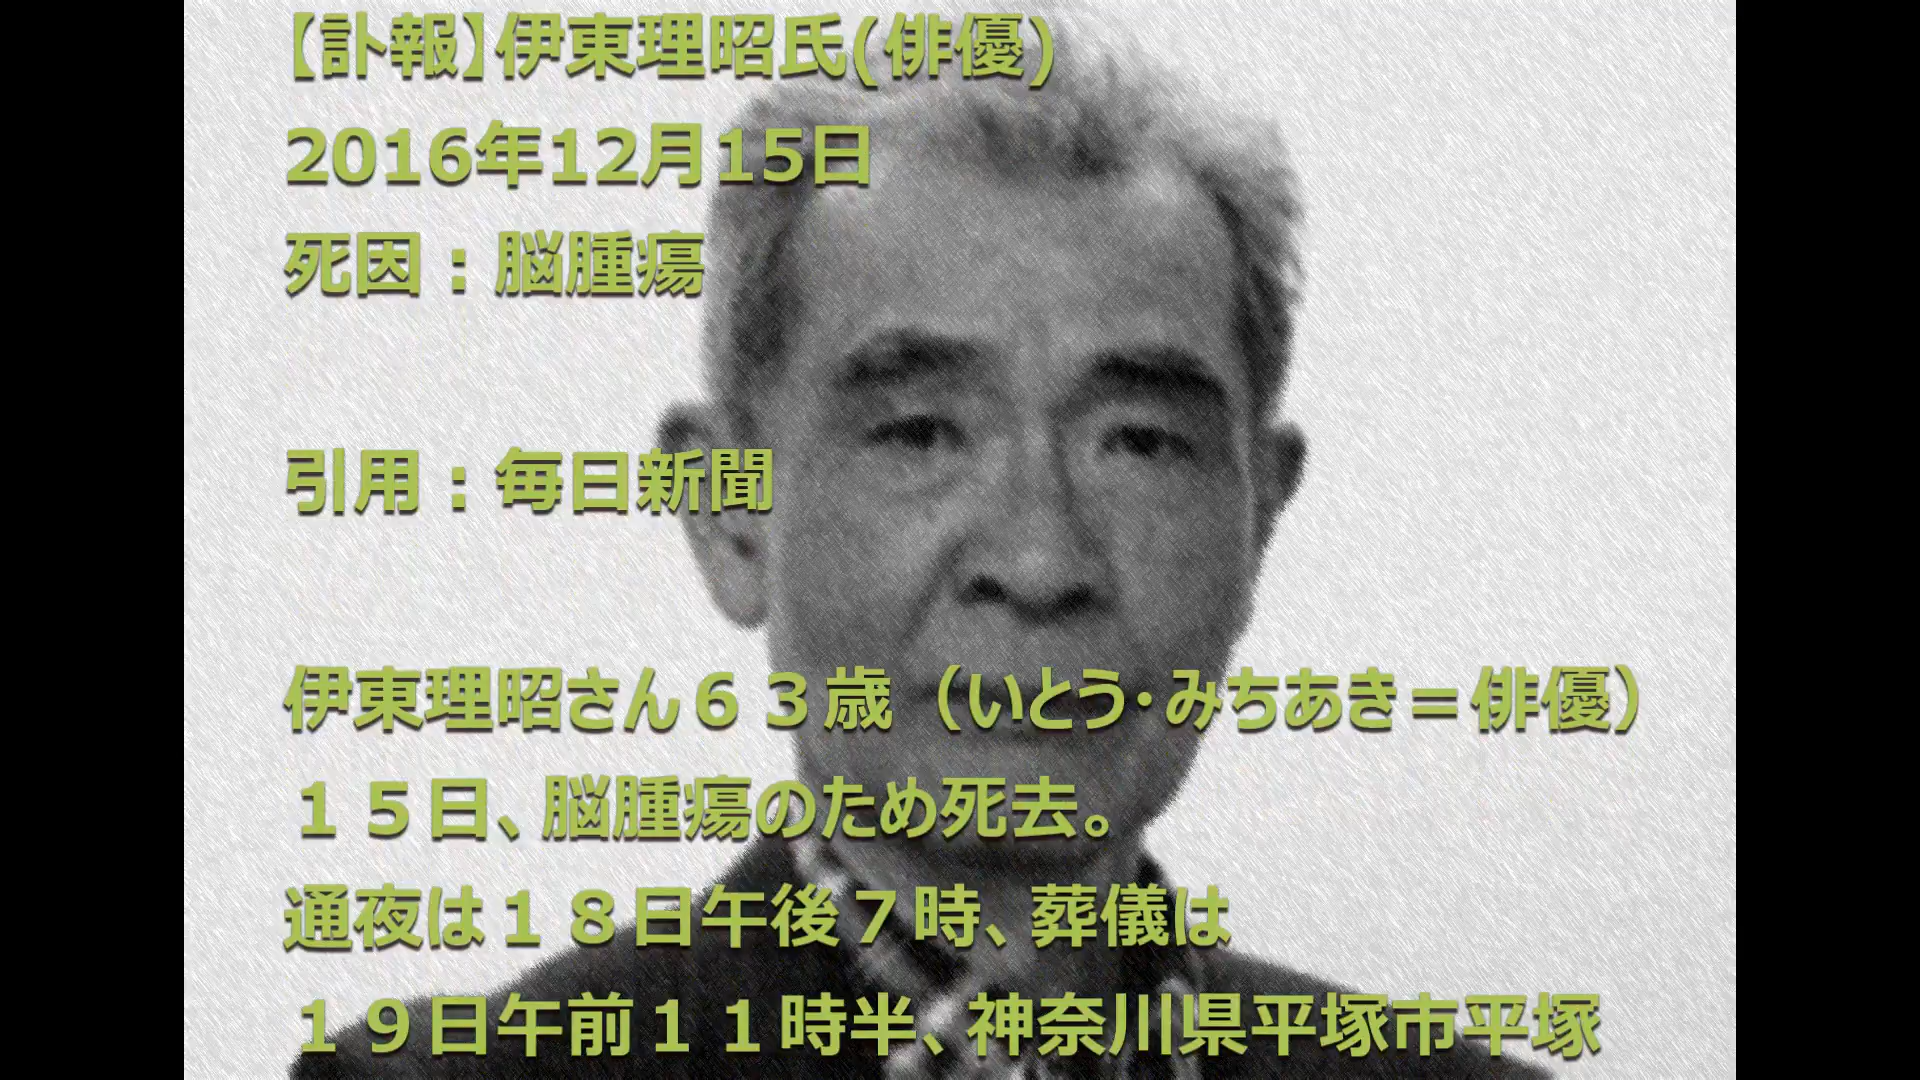 【訃報】伊東理昭氏(俳優)
2016年12月15日
死因：脳腫瘍
引用：毎日新聞
伊東理昭さん６３歳（いとう・みちあき＝俳優）
１５日、脳腫瘍のため死去。
通夜は１８日午後７時、葬儀は
１９日午前１１時半、神奈川県平塚市平塚